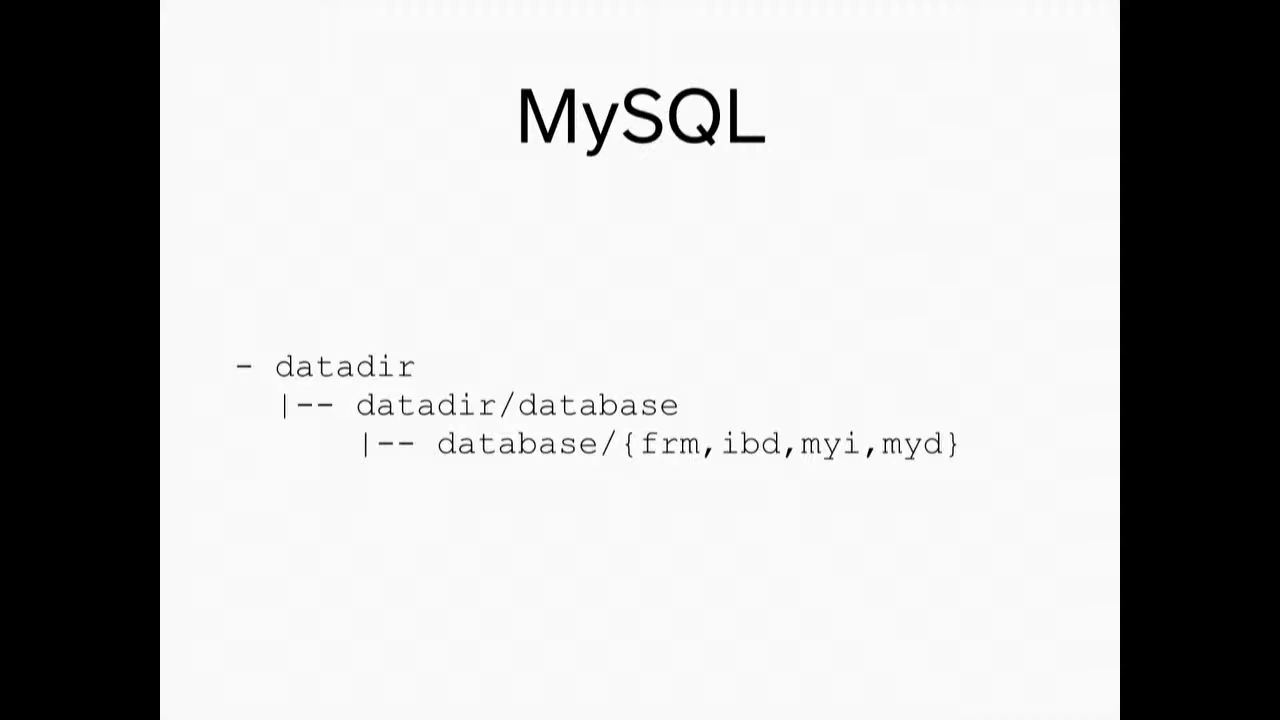 MySQL
- datadir
|-- datadir/database
|-- database/{frm,ibd,myi,myd}